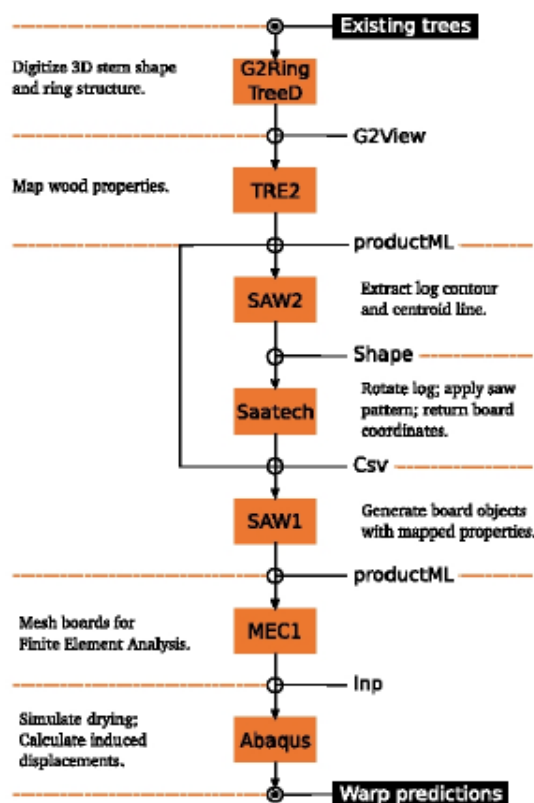 Existing trees
Digitize 3D stem shape
and ring structure.
G2Ring
TreeD
G2View
Map wood properties.
TRE2
productML
SAW2
Extract log contour
and centroid line.
Shape
Saatech
Rotate log; apply saw
pattern; return board
coordinates.
Csv
SAW1
Generate board objects
with mapped properties.
productML
Mesh boards for
Finite Element Analysis.
MEC1
Inp
Simulate drying;
Calculate induced
displacements.
Abaqus
Warp predictions